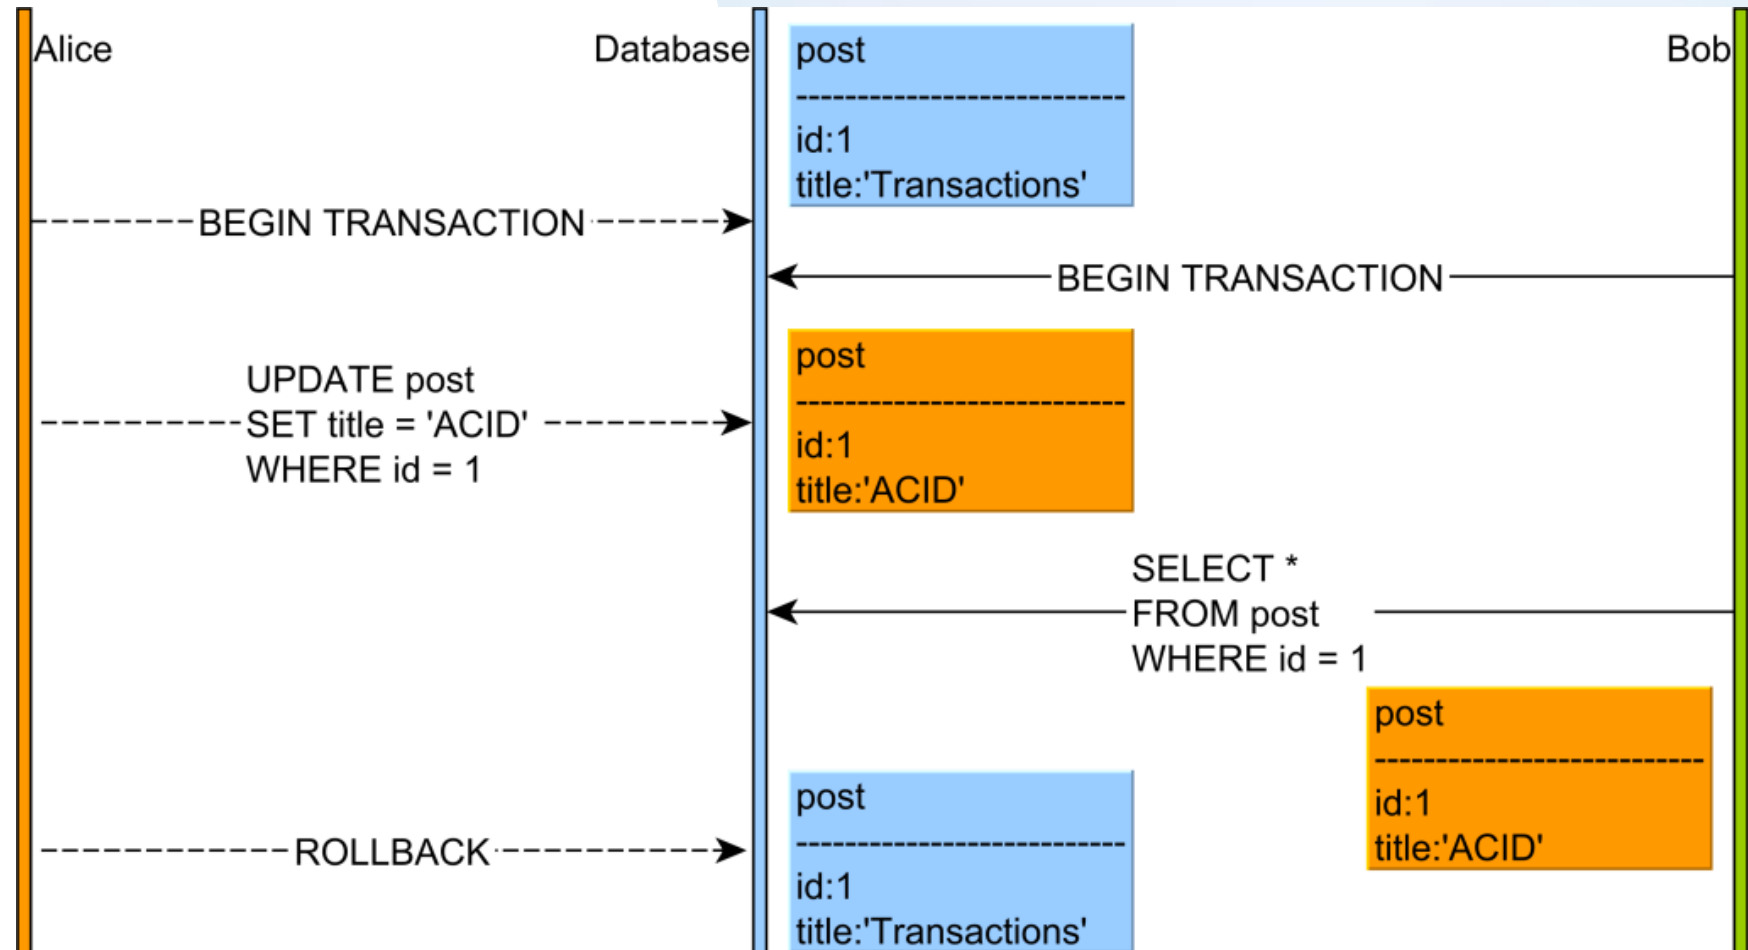 Alice
Database
post
---------------------------
id:1
title:'Transactions'
Bob
BEGIN TRANSACTION
BEGIN TRANSACTION
UPDATE post
SET title = 'ACID'
WHERE id = 1
post
---------------------------
id:1
title:'ACID'
SELECT *
FROM post
WHERE id = 1
post
---------------------------
id:1
title:'ACID'
ROLLBACK
post
---------------------------
id:1
title:'Transactions'